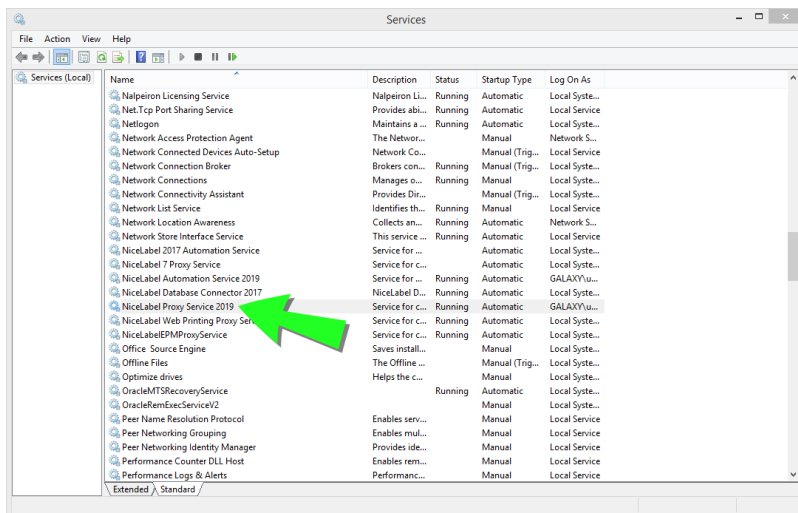 Services
File Action View Help
Services (Local)
Name Description Status Startup Type Log On As
Nalpeiron Licensing Service Nalpeiron Li... Running Automatic Local Syste...
Net.Tcp Port Sharing Service Provides abi... Running Automatic Local Service
Netlogon Maintains a ... Running Automatic Local Syste...
Network Access Protection Agent The Networ... Manual Network S...
Network Connected Devices Auto-Setup Network Co... Manual (Trig... Local Service
Network Connection Broker Brokers con... Running Manual (Trig... Local Syste...
Network Connections Manages o... Running Manual Local Syste...
Network Connectivity Assistant Provides Dir... Manual (Trig... Local Syste...
Network List Service Identifies th... Running Manual Local Service
Network Location Awareness Collects an... Running Automatic Network S...
Network Store Interface Service This service ... Running Automatic Local Service
NiceLabel 2017 Automation Service Service for ... Automatic Local Syste...
NiceLabel 7 Proxy Service Service for c... Automatic Local Syste...
NiceLabel Automation Service 2019 Service for ... Running Automatic GALAXY\u...
NiceLabel Database Connector 2017 NiceLabel D... Running Automatic Local Syste...
NiceLabel Proxy Service 2019 Service for c... Running Automatic GALAXY\u...
NiceLabel Web Printing Proxy Service for c... Running Automatic Local Syste...
NiceLabelEPMProxyService Service for c... Running Automatic Local Syste...
Office Source Engine Saves install... Manual Local Syste...
Offline Files The Offline ... Manual (Trig... Local Syste...
Optimize drives Helps the c... Manual Local Syste...
OracleMTSRecoveryService Running Automatic Local Syste...
OracleRemExecServiceV2 Manual Local Syste...
Peer Name Resolution Protocol Enables serv... Manual Local Service
Peer Networking Grouping Enables mul... Manual Local Service
Peer Networking Identity Manager Provides ide... Manual Local Service
Performance Counter DLL Host Enables rem... Manual Local Service
Performance Logs & Alerts Performanc... Manual Local Service
Extended Standard